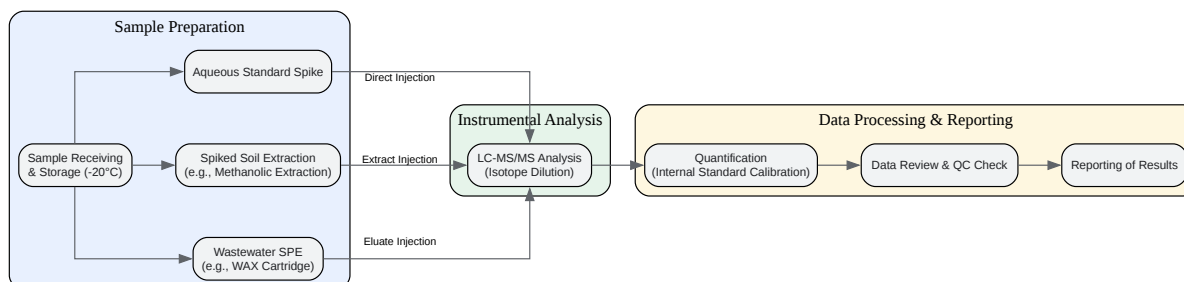 Sample Preparation
Aqueous Standard Spike
Direct Injection
Instrumental Analysis
Data Processing & Reporting
Sample Receiving
& Storage (-20°C)
Spiked Soil Extraction
(e.g., Methanolic Extraction)
Extract Injection
LC-MS/MS Analysis
(Isotope Dilution)
Quantification
(Internal Standard Calibration)
Data Review & QC Check
Reporting of Results
Wastewater SPE
(e.g., WAX Cartridge)
Eluate Injection